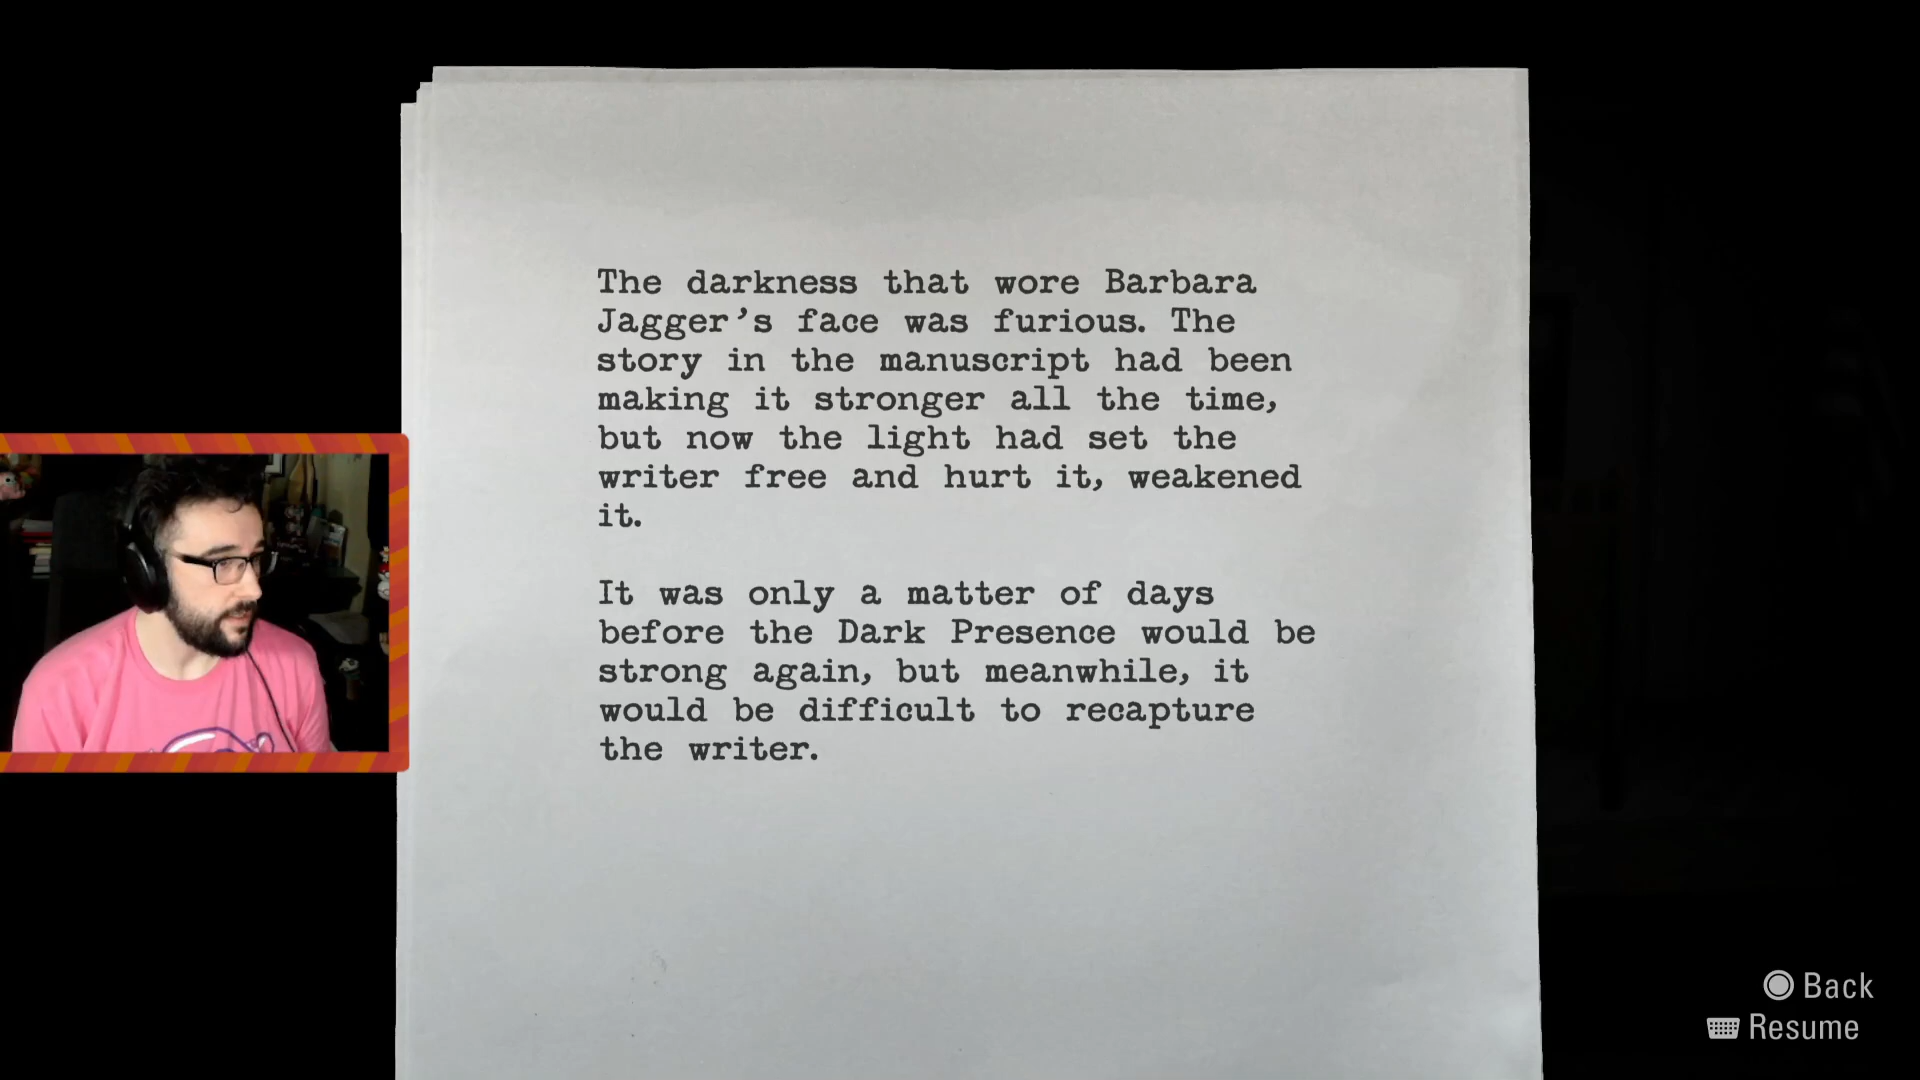 The darkness that wore Barbara
Jagger's face was furious. The
story in the manuscript had been
making it stronger all the time,
but now the light had set the
writer free and hurt it, weakened
it.
It was only a matter of days
before the Dark Presence would be
strong again, but meanwhile, it
would be difficult to recapture
the writer.
Back
Resume